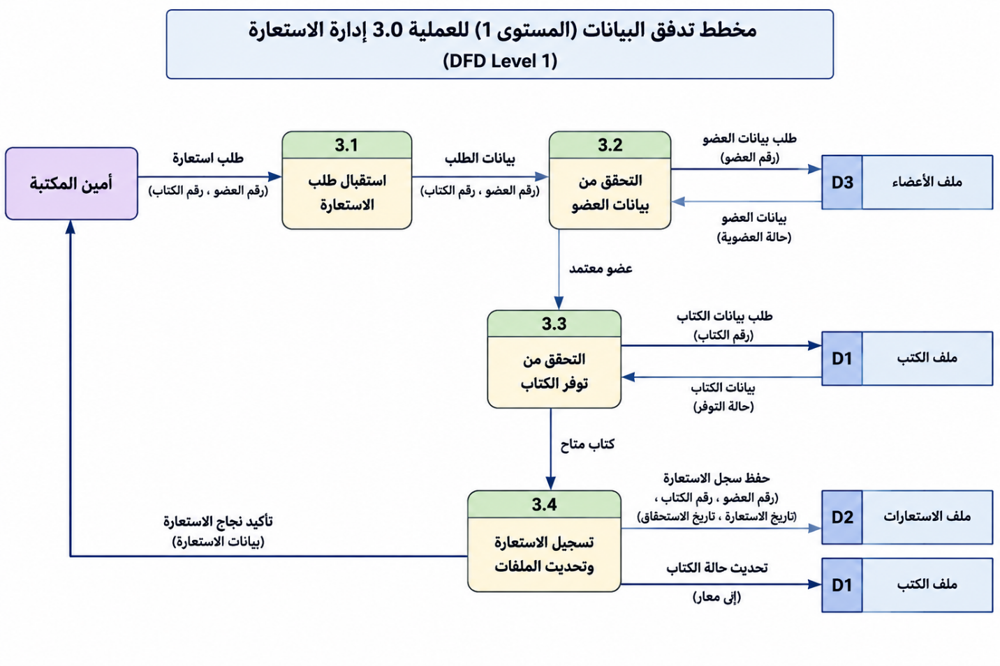 مخطط تدفق البيانات (المستوى 1) للعملية 3.0 إدارة الاستعارة
(DFD Level 1)
أمين المكتبة
طلب استعارة
(رقم العضو ، رقم الكتاب)
3.1
استقبال طلب
الاستعارة
بيانات الطلب
(رقم العضو ، رقم الكتاب)
3.2
التحقق من
بيانات العضو
طلب بيانات العضو
(رقم العضو)
بيانات العضو
(حالة العضوية)
D3
ملف الأعضاء
عضو معتمد
3.3
التحقق من
توفر الكتاب
طلب بيانات الكتاب
(رقم الكتاب)
بيانات الكتاب
(حالة التوفر)
D1
ملف الكتب
كتاب متاح
3.4
تسجيل الاستعارة
وتحديت الملفات
حفظ سجل الاستعارة
(رقم العضو ، رقم الكتاب ،
تاريخ الاستعارة ، تاريخ الاستحقاق)
D2
ملف الاستعارات
تحديث حالة الكتاب
(إلى معار)
D1
ملف الكتب
تأكيد نجاح الاستعارة
(بيانات الاستعارة)